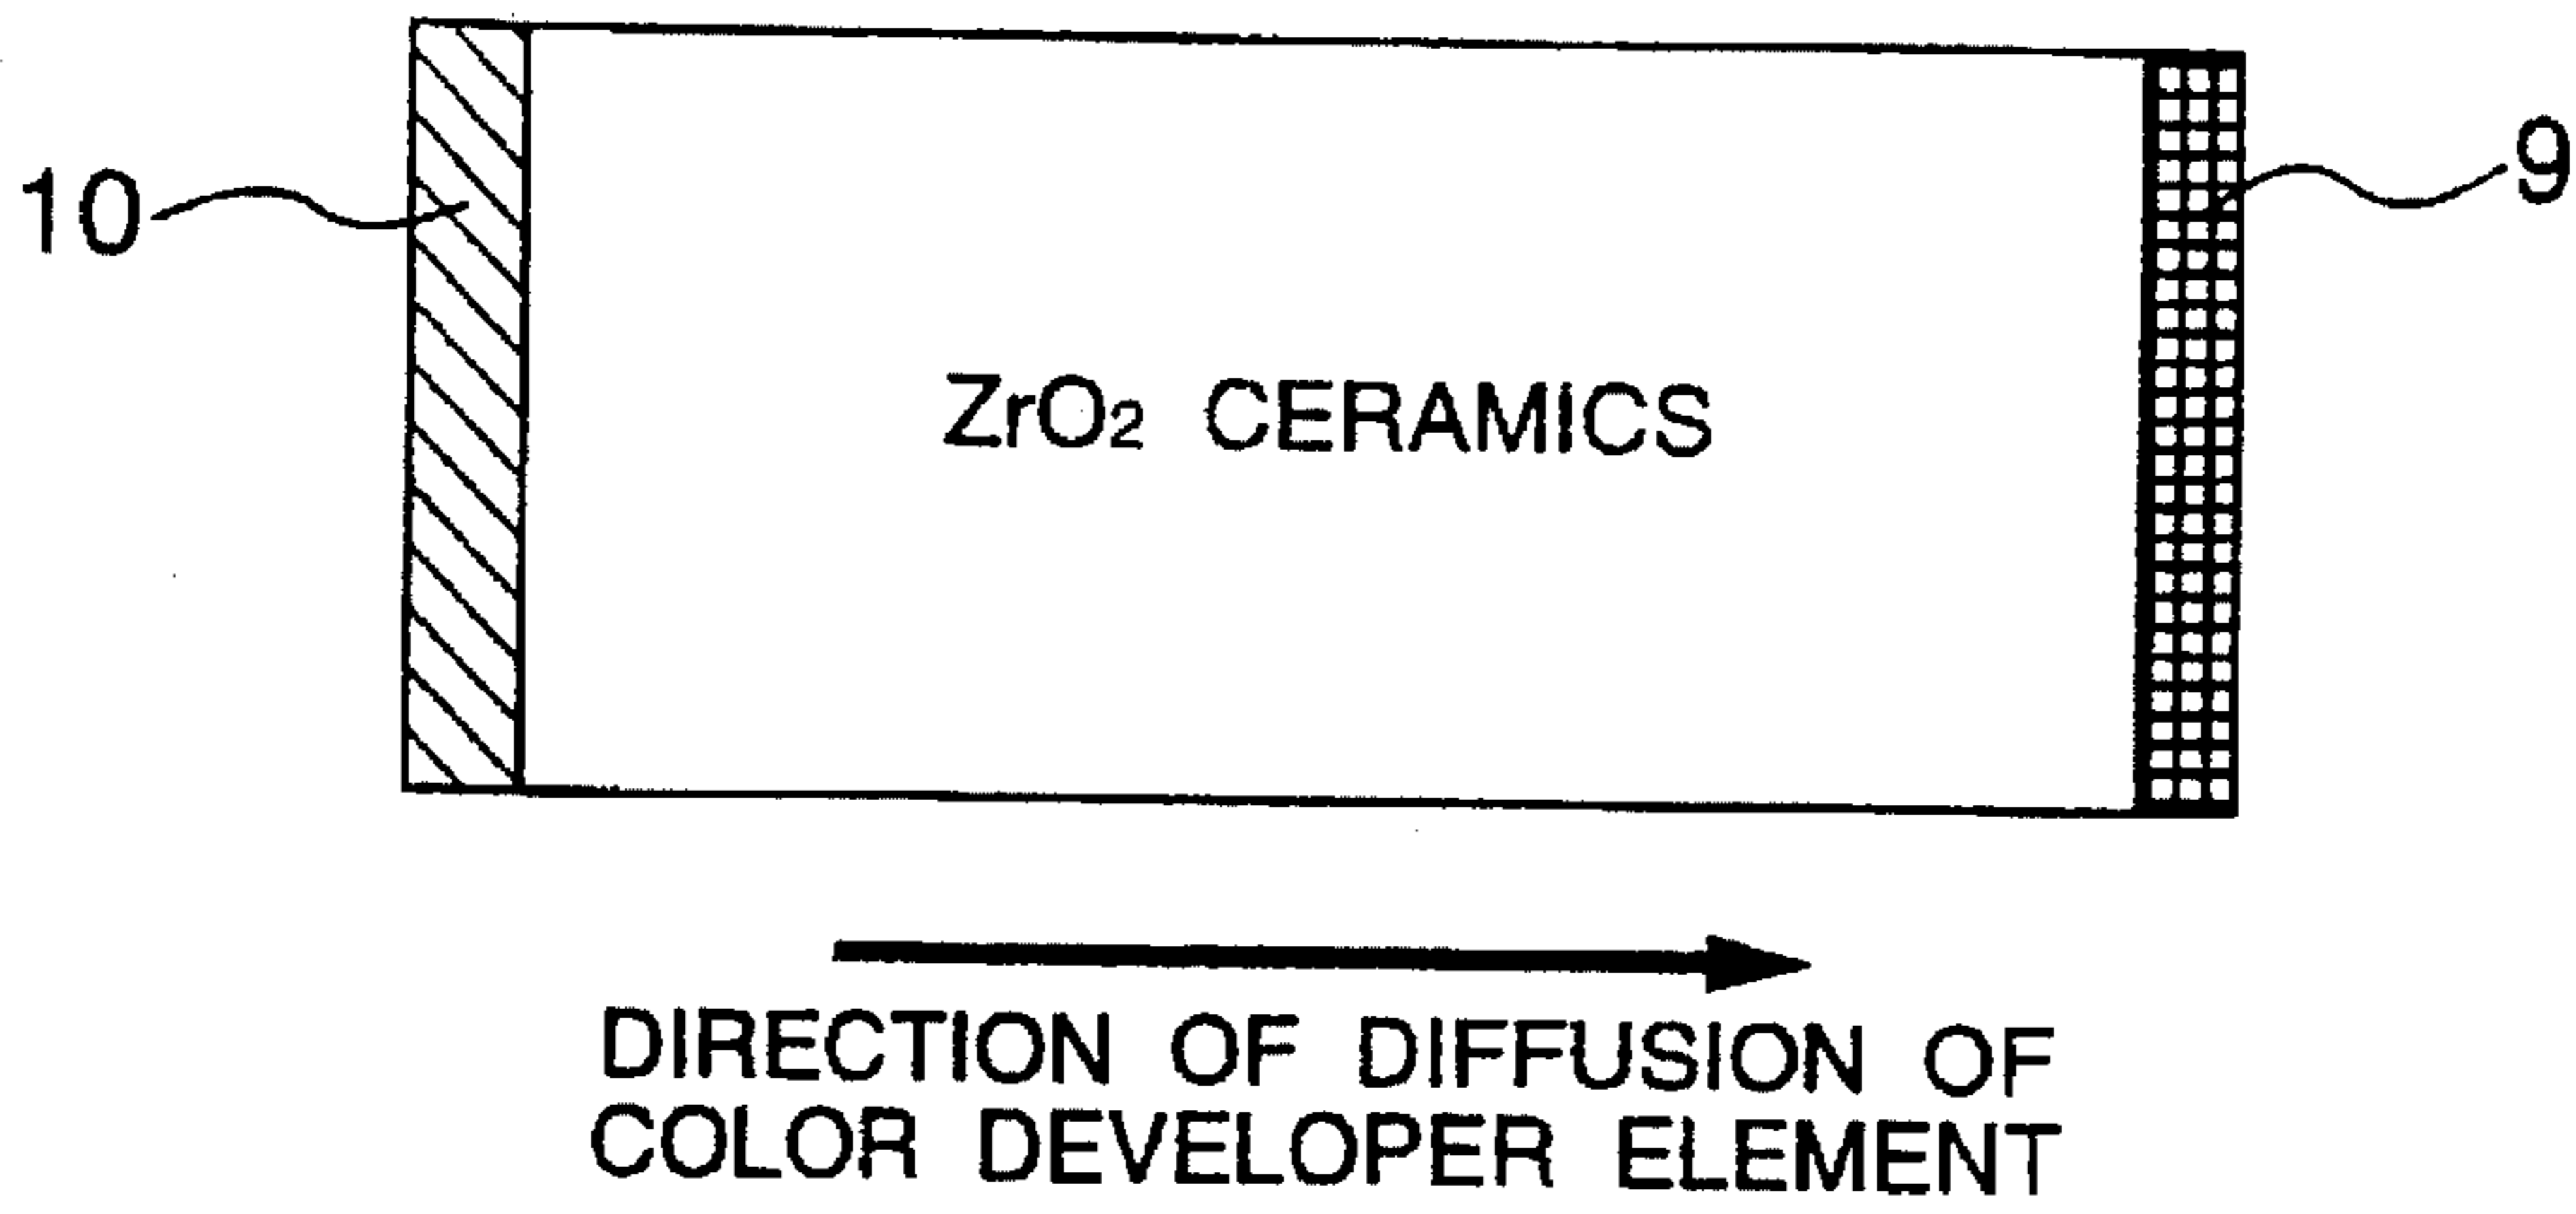 10
9
ZrO₂ CERAMICS
DIRECTION OF DIFFUSION OF
COLOR DEVELOPER ELEMENT